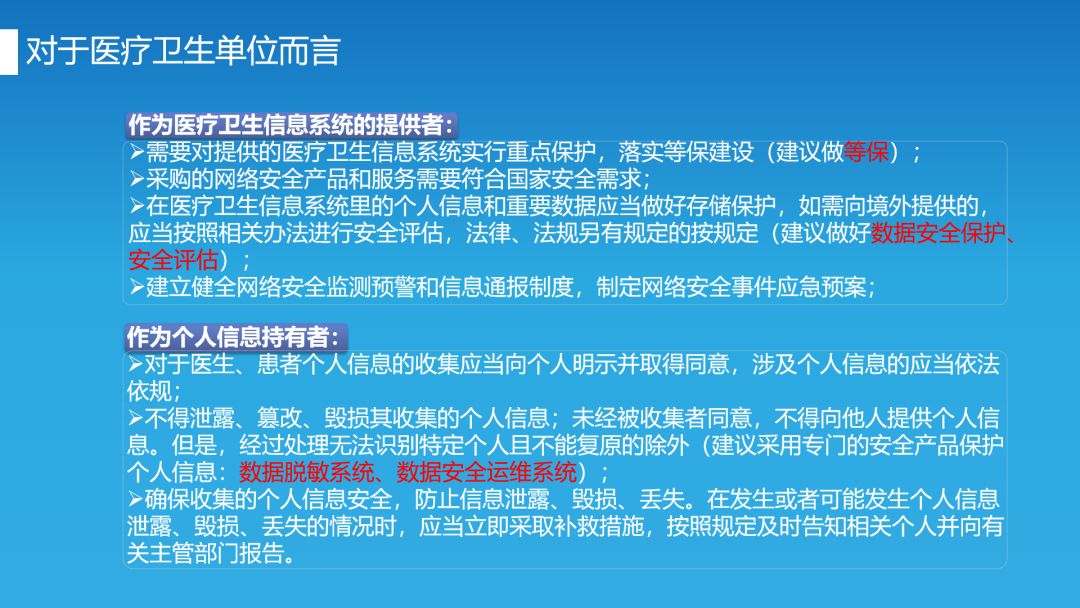 对于医疗卫生单位而言
作为医疗卫生信息系统的提供者：
➢需要对提供的医疗卫生信息系统实行重点保护，落实等保建设（建议做等保）；
➢采购的网络安全产品和服务需要符合国家安全需求；
➢在医疗卫生信息系统里的个人信息和重要数据应当做好存储保护，如需向境外提供的，
应当按照相关办法进行安全评估，法律、法规另有规定的按规定（建议做好数据安全保护、
安全评估）；
➢建立健全网络安全监测预警和信息通报制度，制定网络安全事件应急预案；
作为个人信息持有者：
➢对于医生、患者个人信息的收集应当向个人明示并取得同意，涉及个人信息的应当依法
依规；
➢不得泄露、篡改、毁损其收集的个人信息；未经被收集者同意，不得向他人提供个人信
息。但是，经过处理无法识别特定个人且不能复原的除外（建议采用专门的安全产品保护
个人信息：数据脱敏系统、数据安全运维系统）；
➢确保收集的个人信息安全，防止信息泄露、毁损、丢失。在发生或者可能发生个人信息
泄露、毁损、丢失的情况时，应当立即采取补救措施，按照规定及时告知相关个人并向有
关主管部门报告。